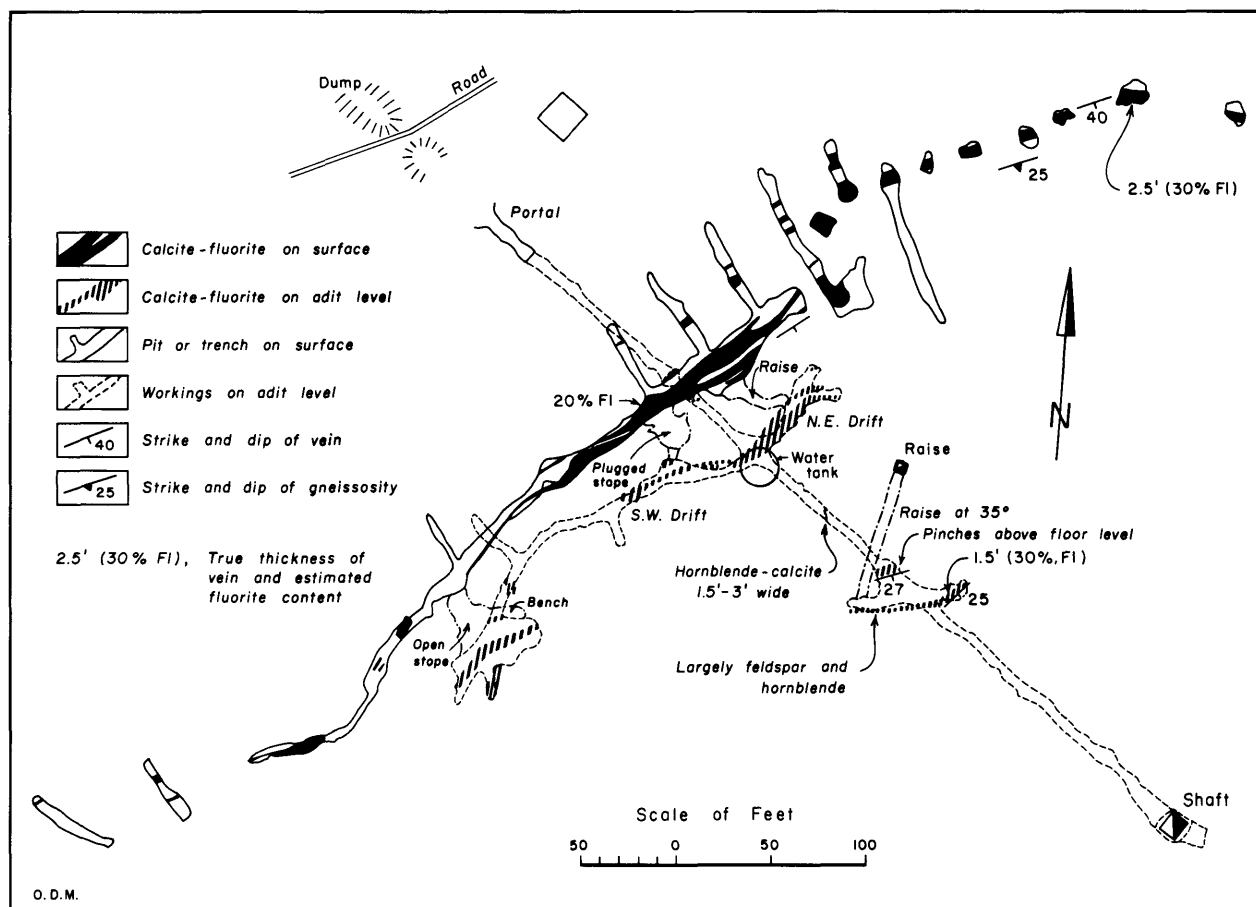 Dump
Road
40
25
2.5' (30% Fl)
Portal
Calcite-fluorite on surface
Calcite-fluorite on adit level
Pit or trench on surface
Workings on adit level
40
Strike and dip of vein
25
Strike and dip of gneissosity
2.5' (30% Fl), True thickness of
vein and estimated
fluorite content
Raise
20% Fl
N.E. Drift
Plugged
stope
Water
tank
S.W. Drift
N
Raise
Raise at 35°
Pinches above floor level
1.5' (30%, Fl)
Hornblende-calcite
1.5'-3' wide
27
25
Bench
Open
stope
Largely feldspar and
hornblende
Shaft
Scale of Feet
50 0 50 100
O.D.M.